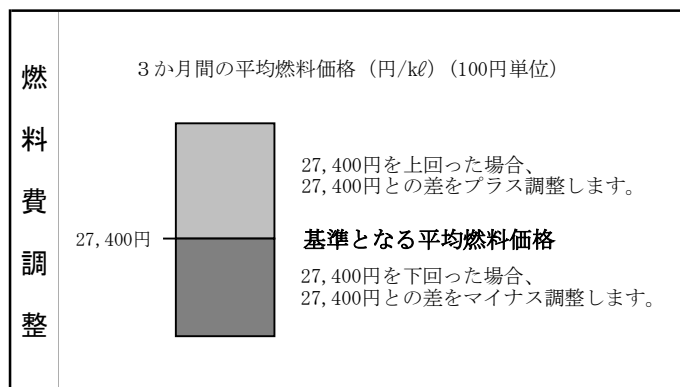 燃料費調整
３か月間の平均燃料価格（円/kℓ）（100円単位）
27,400円を上回った場合、
27,400円との差をプラス調整します。
27,400円
基準となる平均燃料価格
27,400円を下回った場合、
27,400円との差をマイナス調整します。